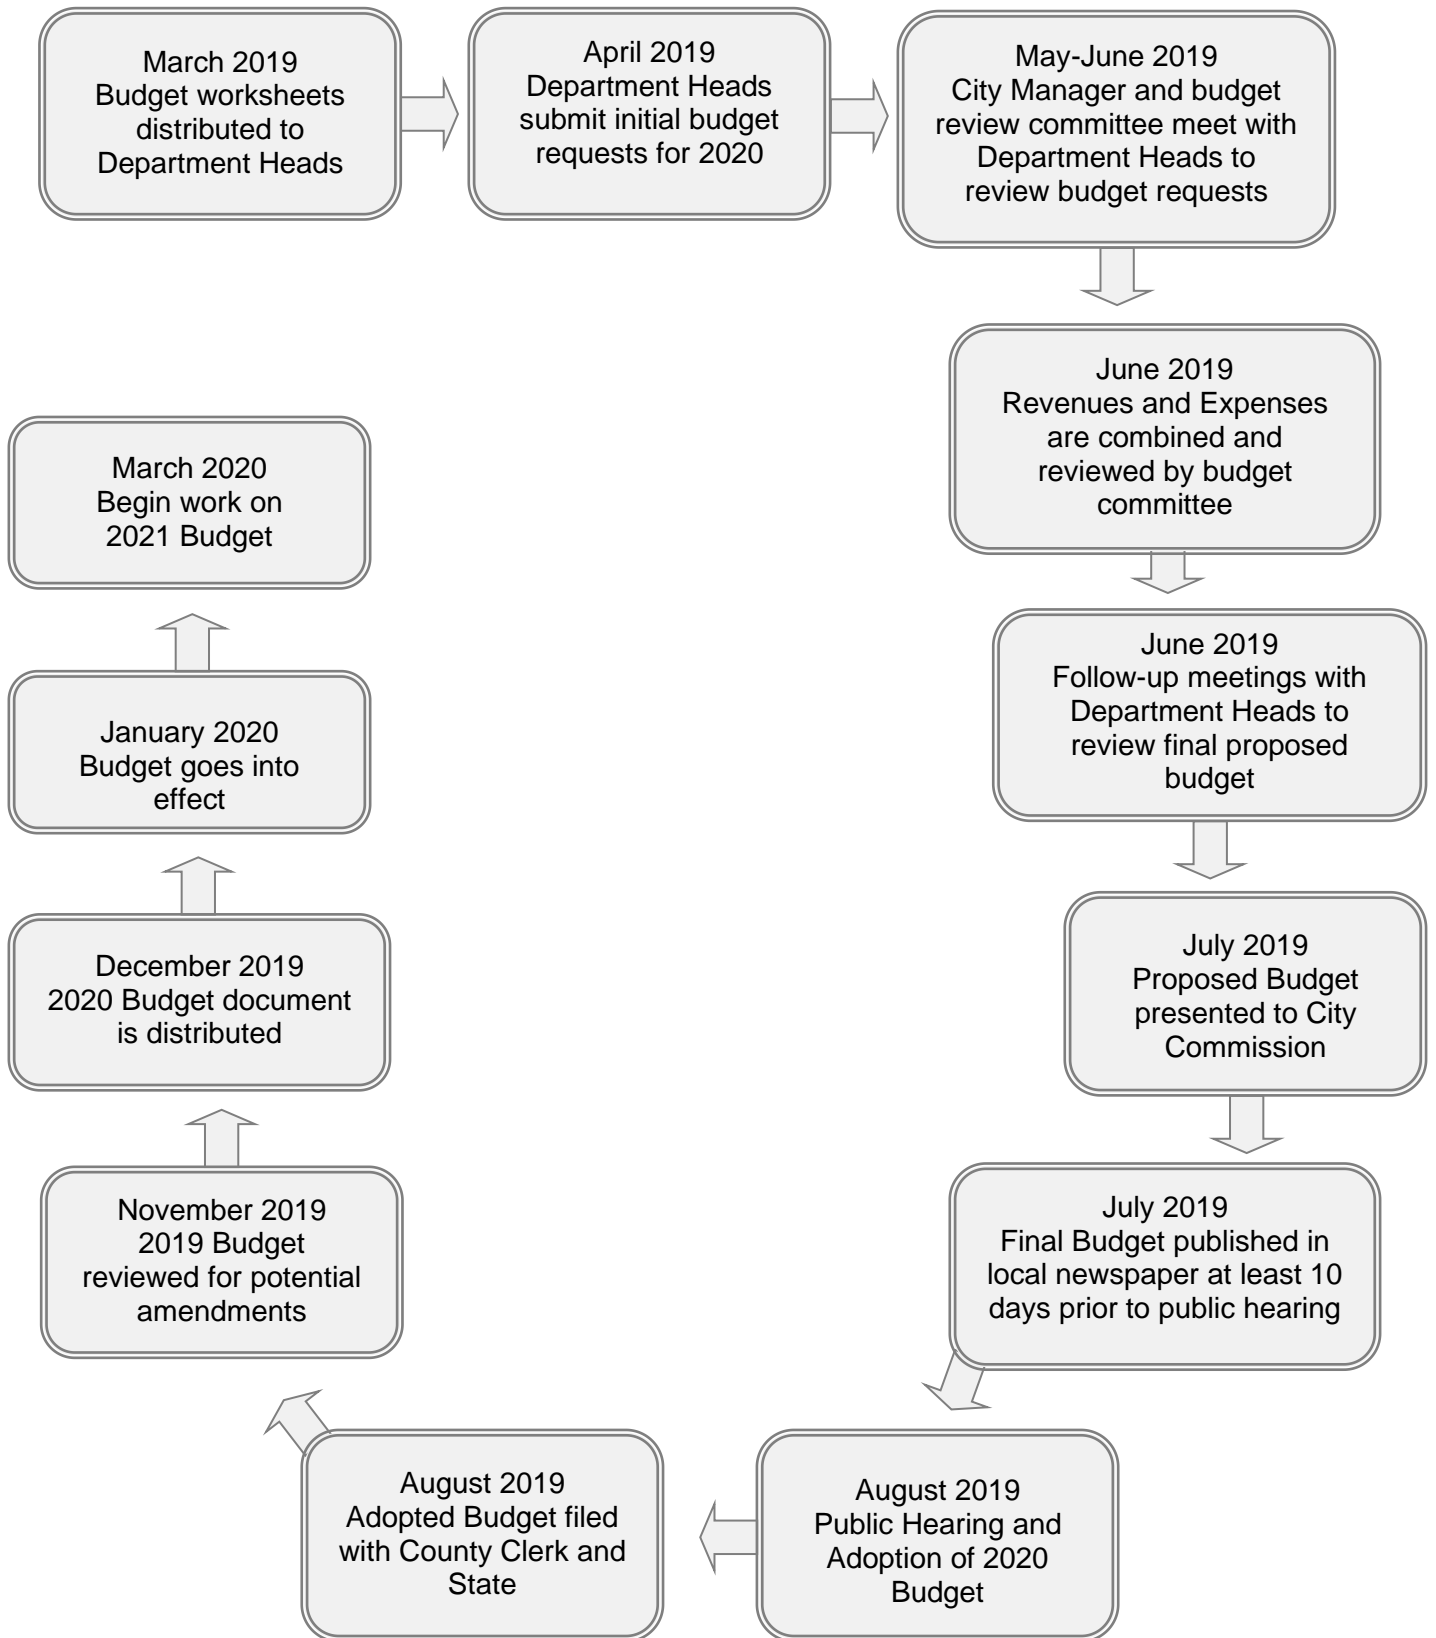 March 2019
Budget worksheets
distributed to
Department Heads
April 2019
Department Heads
submit initial budget
requests for 2020
May-June 2019
City Manager and budget
review committee meet with
Department Heads to
review budget requests
June 2019
Revenues and Expenses
are combined and
reviewed by budget
committee
June 2019
Follow-up meetings with
Department Heads to
review final proposed
budget
July 2019
Proposed Budget
presented to City
Commission
July 2019
Final Budget published in
local newspaper at least 10
days prior to public hearing
August 2019
Public Hearing and
Adoption of 2020
Budget
August 2019
Adopted Budget filed
with County Clerk and
State
November 2019
2019 Budget
reviewed for potential
amendments
December 2019
2020 Budget document
is distributed
January 2020
Budget goes into
effect
March 2020
Begin work on
2021 Budget